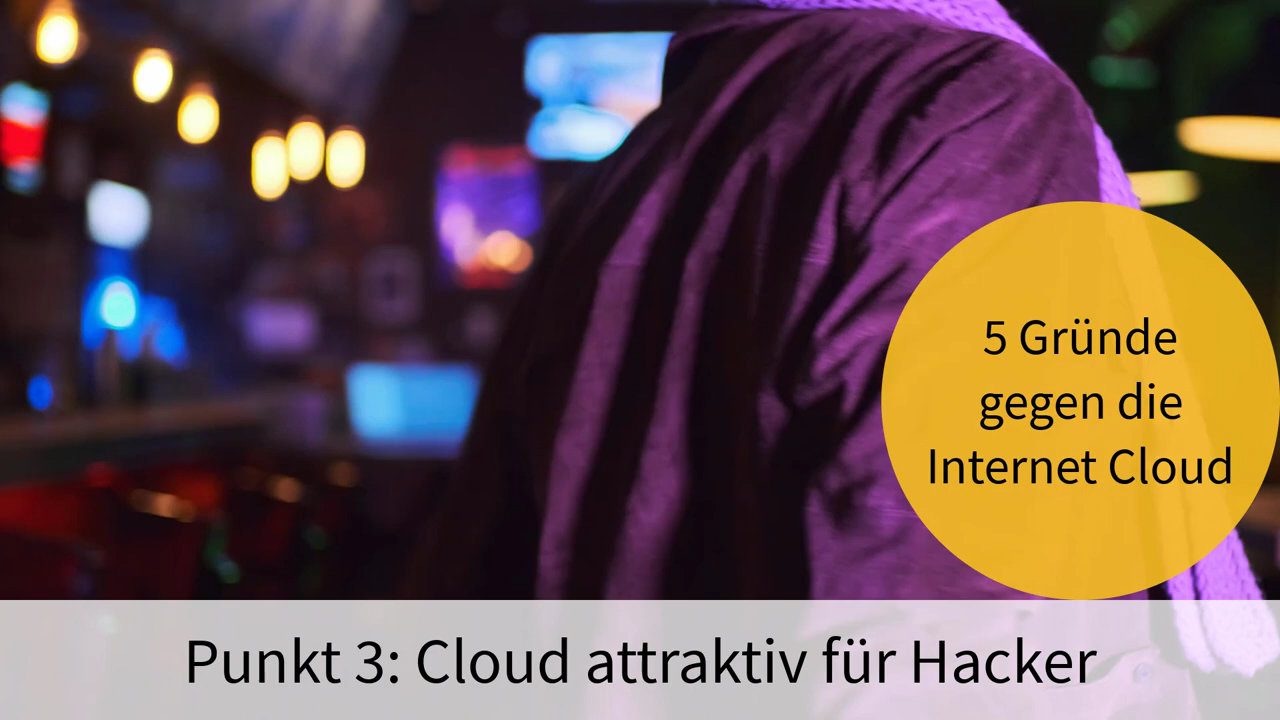 5 Gründe
gegen die
Internet Cloud
Punkt 3: Cloud attraktiv für Hacker